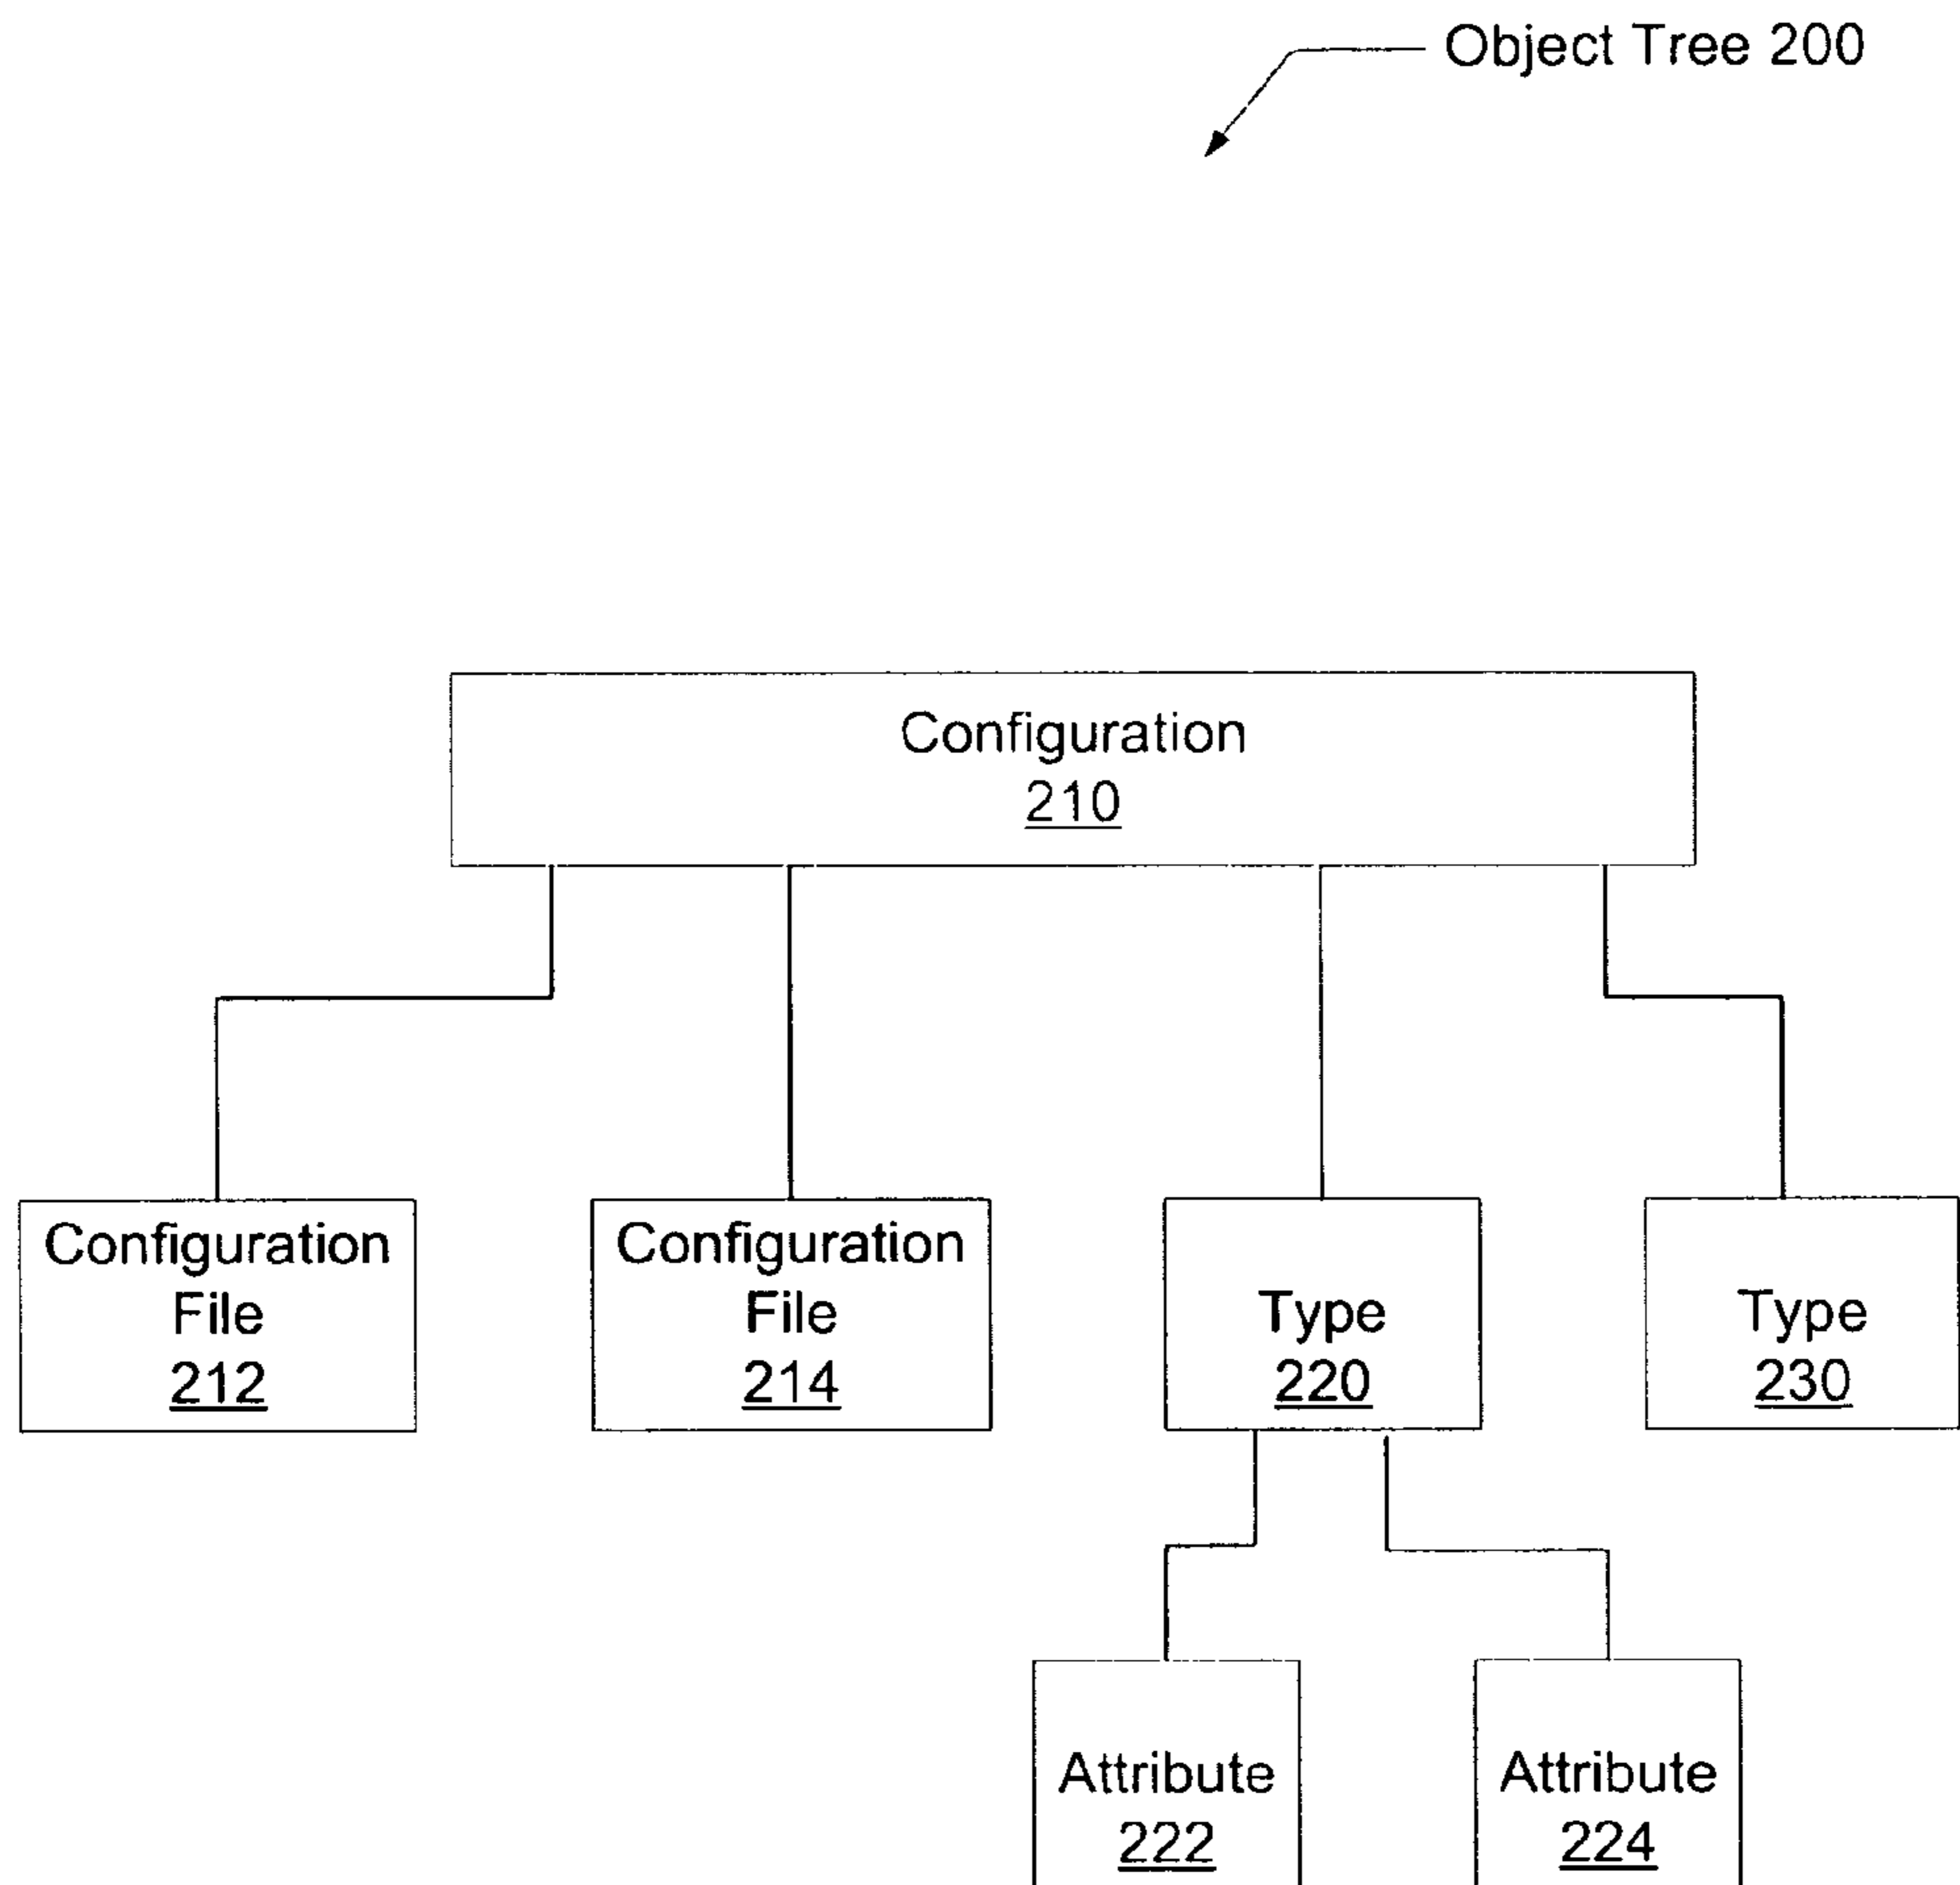 Object Tree 200
Configuration
210
Configuration
File
212
Configuration
File
214
Type
220
Type
230
Attribute
222
Attribute
224